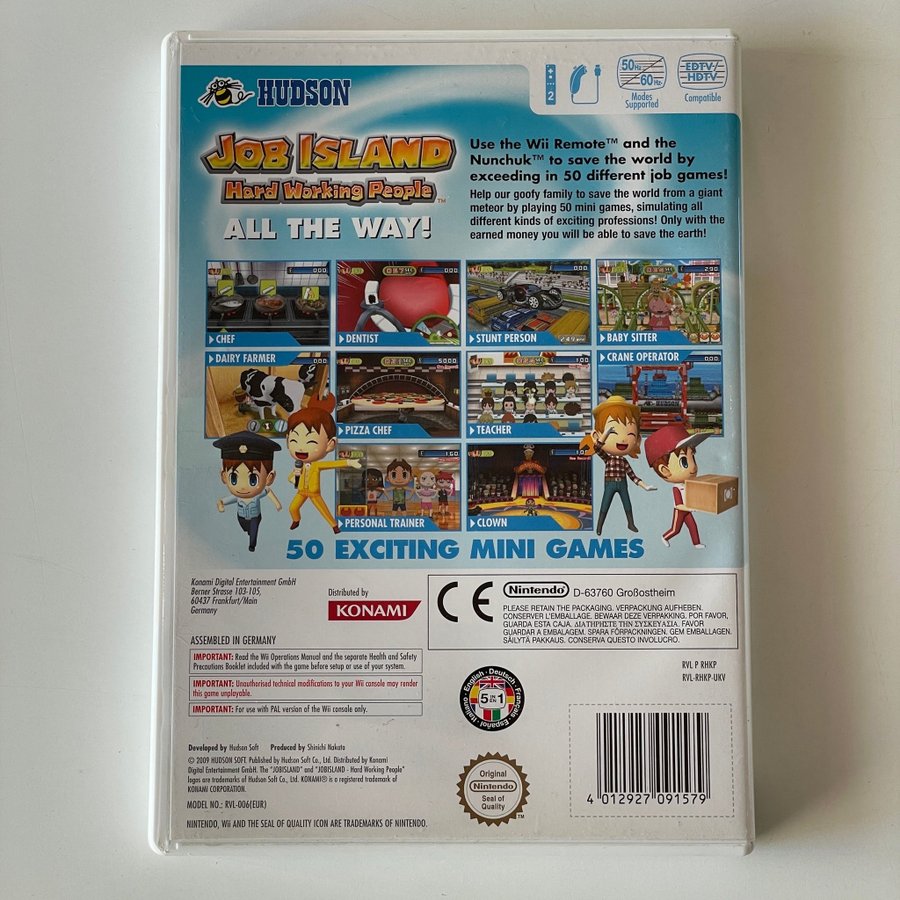 HUDSON
2
50Hz
60Hz
Modes
Supported
EDTV/
HDTV
Compatible
JOB ISLAND
Hard Working People™
ALL THE WAY!
Use the Wii Remote™ and the
Nunchuk™ to save the world by
exceeding in 50 different job games!
Help our goofy family to save the world from a giant
meteor by playing 50 mini games, simulating all
different kinds of exciting professions! Only with the
earned money you will be able to save the earth!
CHEF
DENTIST
STUNT PERSON
BABY SITTER
DAIRY FARMER
PIZZA CHEF
TEACHER
CRANE OPERATOR
HUDSON
PERSONAL TRAINER
CLOWN
50 EXCITING MINI GAMES
Konami Digital Entertainment GmbH
Berner Strasse 103-105,
60437 Frankfurt/Main
Germany
Distributed by
KONAMI
CE
Nintendo D-63760 Großostheim
PLEASE RETAIN THE PACKAGING. VERPACKUNG AUFHEBEN.
CONSERVER L'EMBALLAGE. BEWAAR DEZE VERPAKKING. POR FAVOR,
GUARDA ESTA CAJA. ΔΙΑΤΗΡΗΣΤΕ ΤΗΝ ΣΥΣΚΕΥΑΣΙΑ. FAVOR
GUARDAR A EMBALAGEM. SPARA FÖRPACKNINGEN. GEM EMBALLAGEN.
SÄILYTÄ PAKKAUS. CONSERVA QUESTO INVOLUCRO.
ASSEMBLED IN GERMANY
IMPORTANT: Read the Wii Operations Manual and the separate Health and Safety
Precautions Booklet included with the game before setup or use of your system.
IMPORTANT: Unauthorised technical modifications to your Wii console may render
this game unplayable.
IMPORTANT: For use with PAL version of the Wii console only.
RVL P RHKP
RVL-RHKP-UKV
English · Deutsch · Français · Español · Italiano
5 IN EN 1
Developed by Hudson Soft Produced by Shinichi Nakata
© 2009 HUDSON SOFT. Published by Hudson Soft Co., Ltd. Distributed by Konami
Digital Entertainment GmbH. The "JOBISLAND" and "JOBISLAND - Hard Working People"
logos are trademarks of Hudson Soft Co., Ltd. KONAMI® is a registered trademark of
KONAMI CORPORATION.
MODEL NO.: RVL-006(EUR)
NINTENDO, Wii AND THE SEAL OF QUALITY ICON ARE TRADEMARKS OF NINTENDO.
Original
Nintendo
Seal of
Quality
4 012927 091579